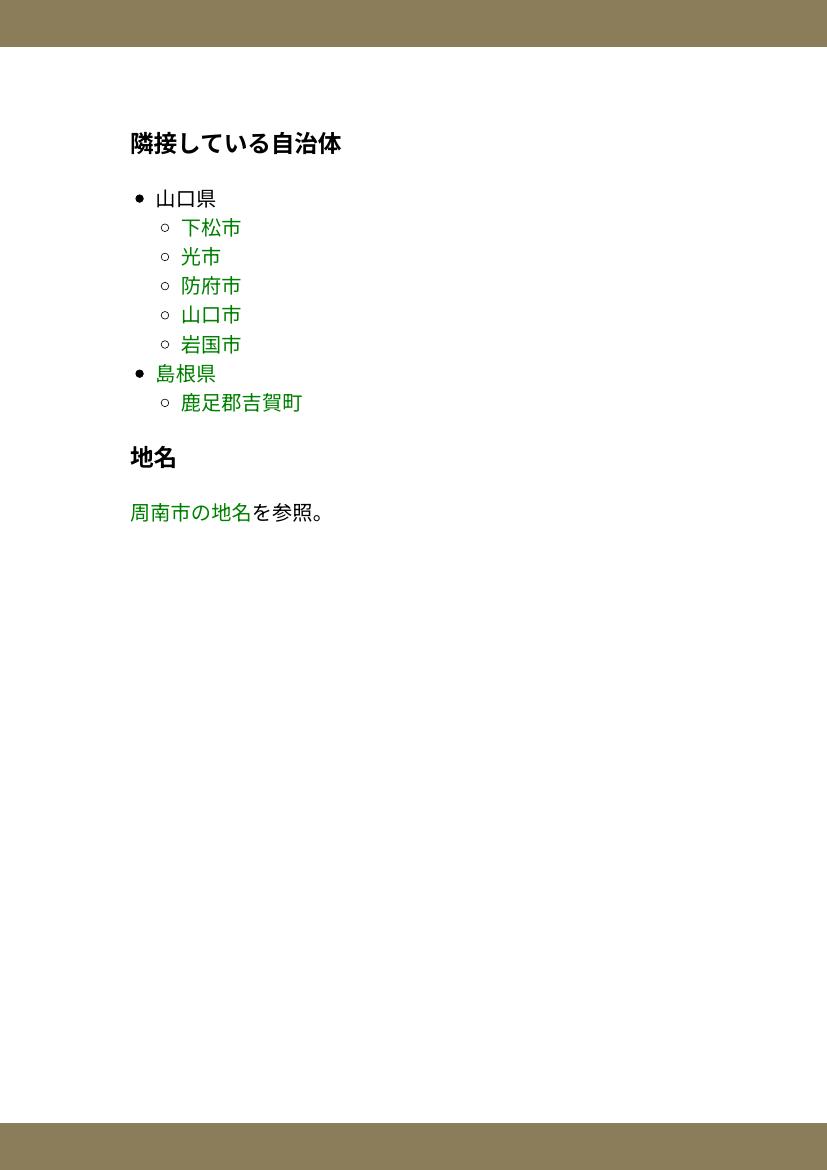 隣接している自治体
山口県
下松市
光市
防府市
山口市
岩国市
島根県
鹿足郡吉賀町
地名
周南市の地名を参照。